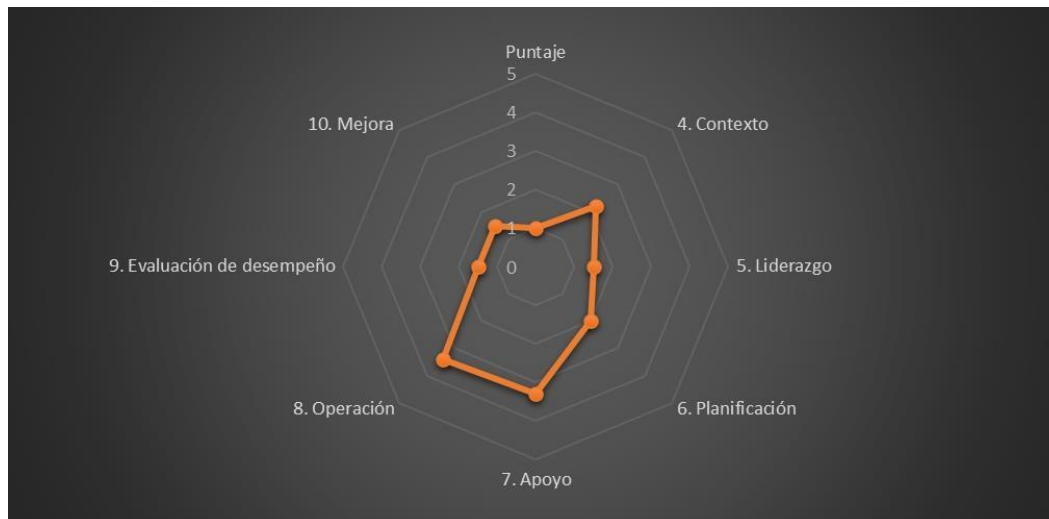 Puntaje
5
4
3
2
1
0
4. Contexto
5. Liderazgo
6. Planificación
7. Apoyo
8. Operación
9. Evaluación de desempeño
10. Mejora